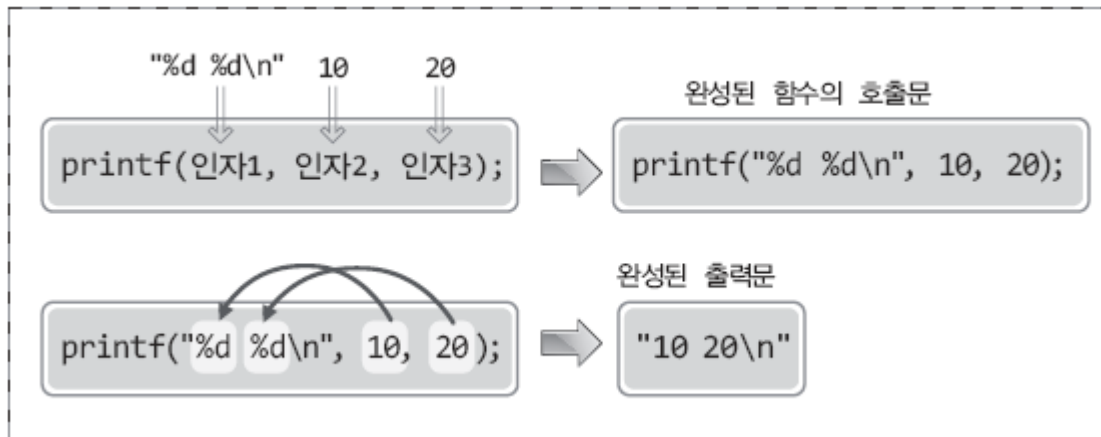 "%d %d\n" 10 20
완성된 함수의 호출문
printf(인자1, 인자2, 인자3);
printf("%d %d\n", 10, 20);
완성된 출력문
printf("%d %d\n", 10, 20);
"10 20\n"